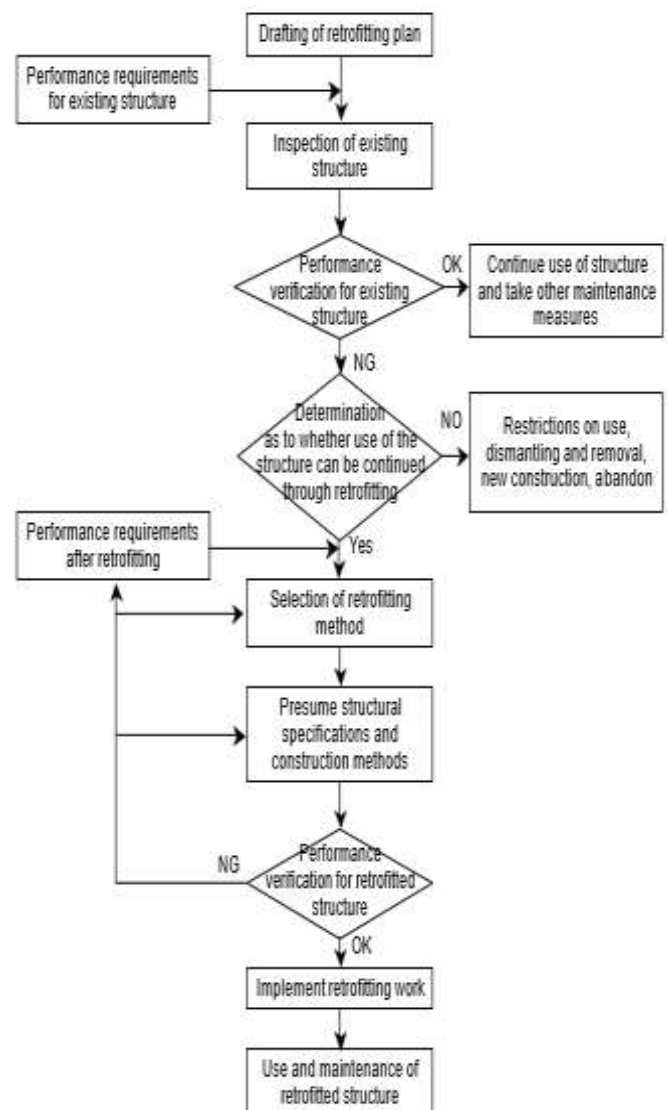 Drafting of retrofitting plan
Performance requirements
for existing structure
Inspection of existing
structure
Performance
verification for existing
structure
OK
Continue use of structure
and take other maintenance
measures
NG
Determination
as to whether use of the
structure can be continued
through retrofitting
NO
Restrictions on use,
dismantling and removal,
new construction, abandon
Performance requirements
after retrofitting
Yes
Selection of retrofitting
method
Presume structural
specifications and
construction methods
NG
Performance
verification for retrofitted
structure
OK
Implement retrofitting work
Use and maintenance of
retrofitted structure